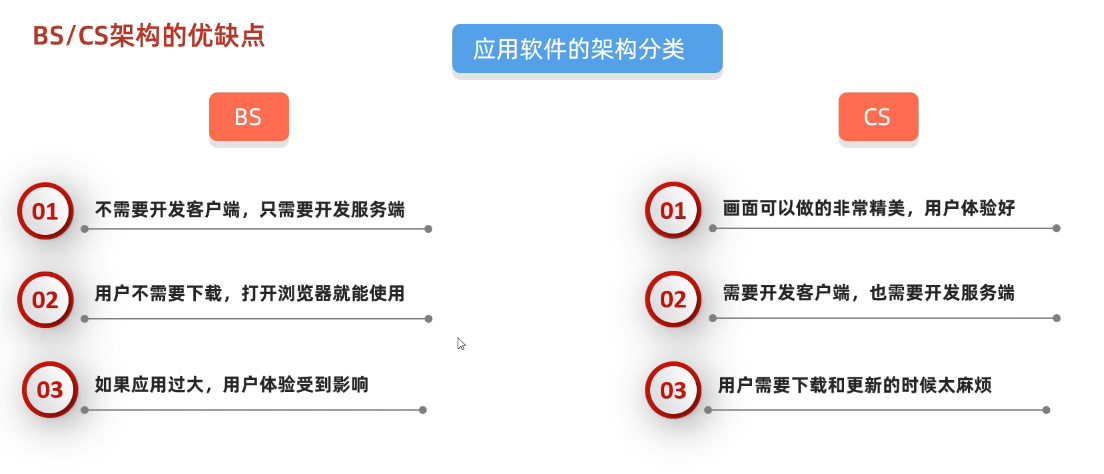 BS/CS架构的优缺点
应用软件的架构分类
BS
01 不需要开发客户端，只需要开发服务端
02 用户不需要下载，打开浏览器就能使用
03 如果应用过大，用户体验受到影响
CS
01 画面可以做的非常精美，用户体验好
02 需要开发客户端，也需要开发服务端
03 用户需要下载和更新的时候太麻烦